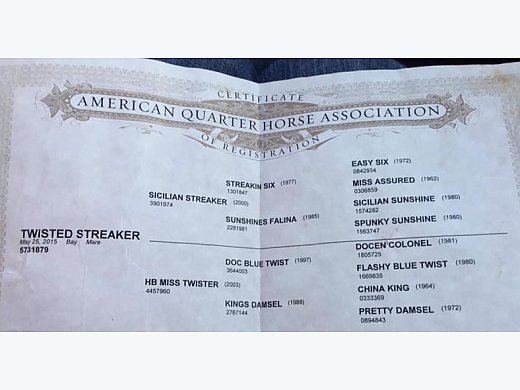 CERTIFICATE
AMERICAN QUARTER HORSE ASSOCIATION
OF REGISTRATION
EASY SIX (1972)
0842934
STREAKIN SIX (1977)
1301847
MISS ASSURED (1962)
0306859
SICILIAN STREAKER (2000)
3901974
SICILIAN SUNSHINE (1980)
1574282
SUNSHINES FALINA (1985)
2281981
SPUNKY SUNSHINE (1980)
1563747
TWISTED STREAKER
May 25, 2015 Bay Mare
5731879
DOCEN'COLONEL (1981)
1805725
DOC BLUE TWIST (1997)
3644003
FLASHY BLUE TWIST (1980)
1669835
HB MISS TWISTER (2003)
4457960
CHINA KING (1964)
0333369
KINGS DAMSEL (1988)
2767144
PRETTY DAMSEL (1972)
0894843